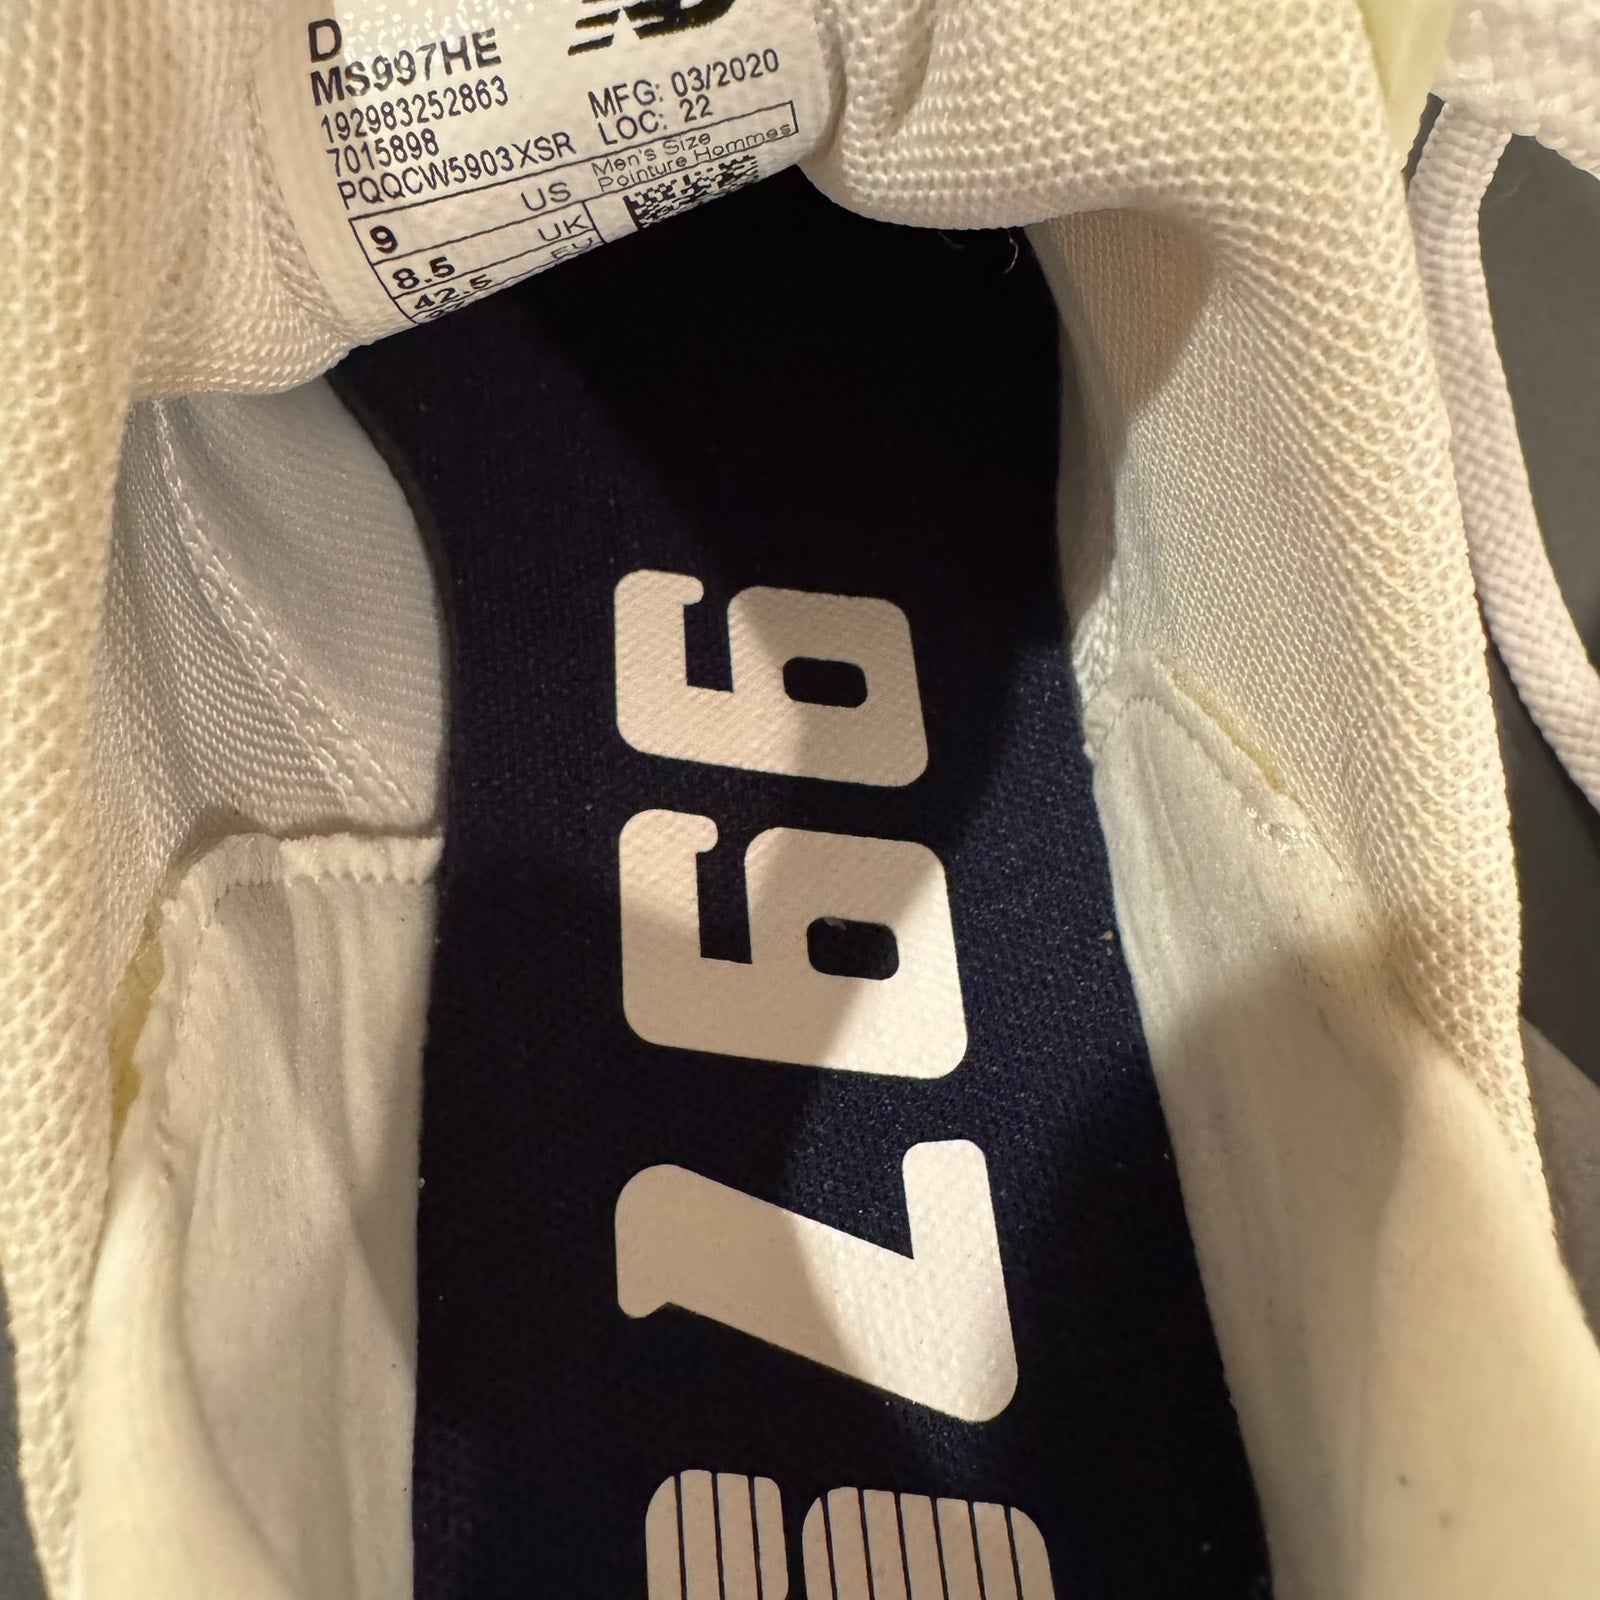 D
MS997HE
192983252863
7015898
PQQCW5903XSR
MFG: 03/2020
LOC: 22
Men's Size
Pointure Hommes
9 US
8.5 UK
42.5 EU
997